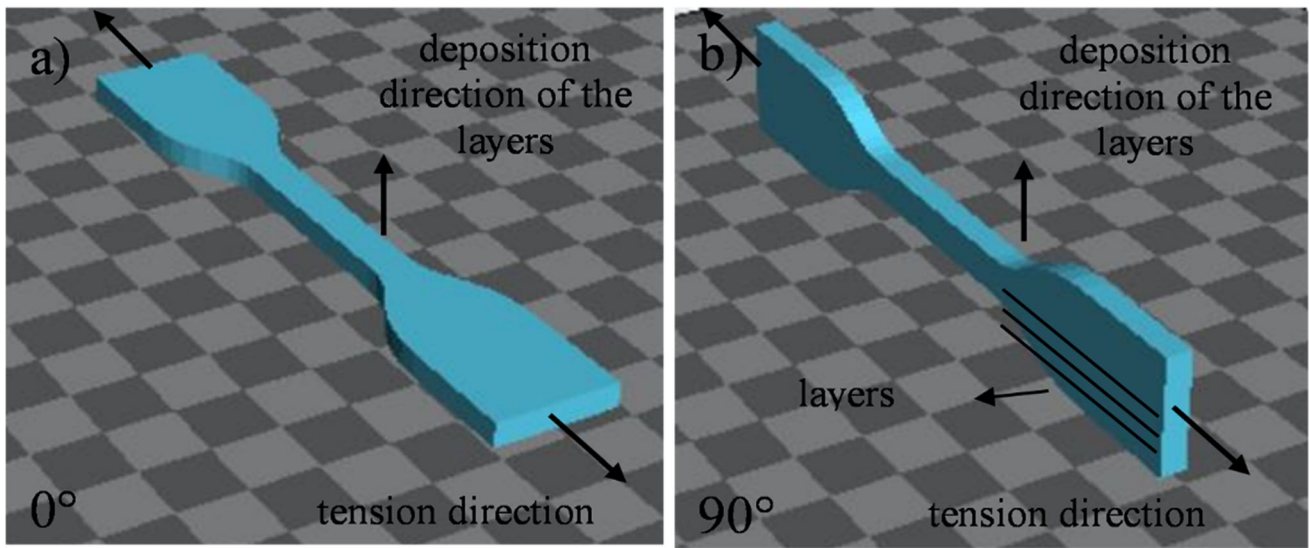 a)
deposition
direction of the
layers
0°
tension direction
b)
deposition
direction of the
layers
layers
90°
tension direction